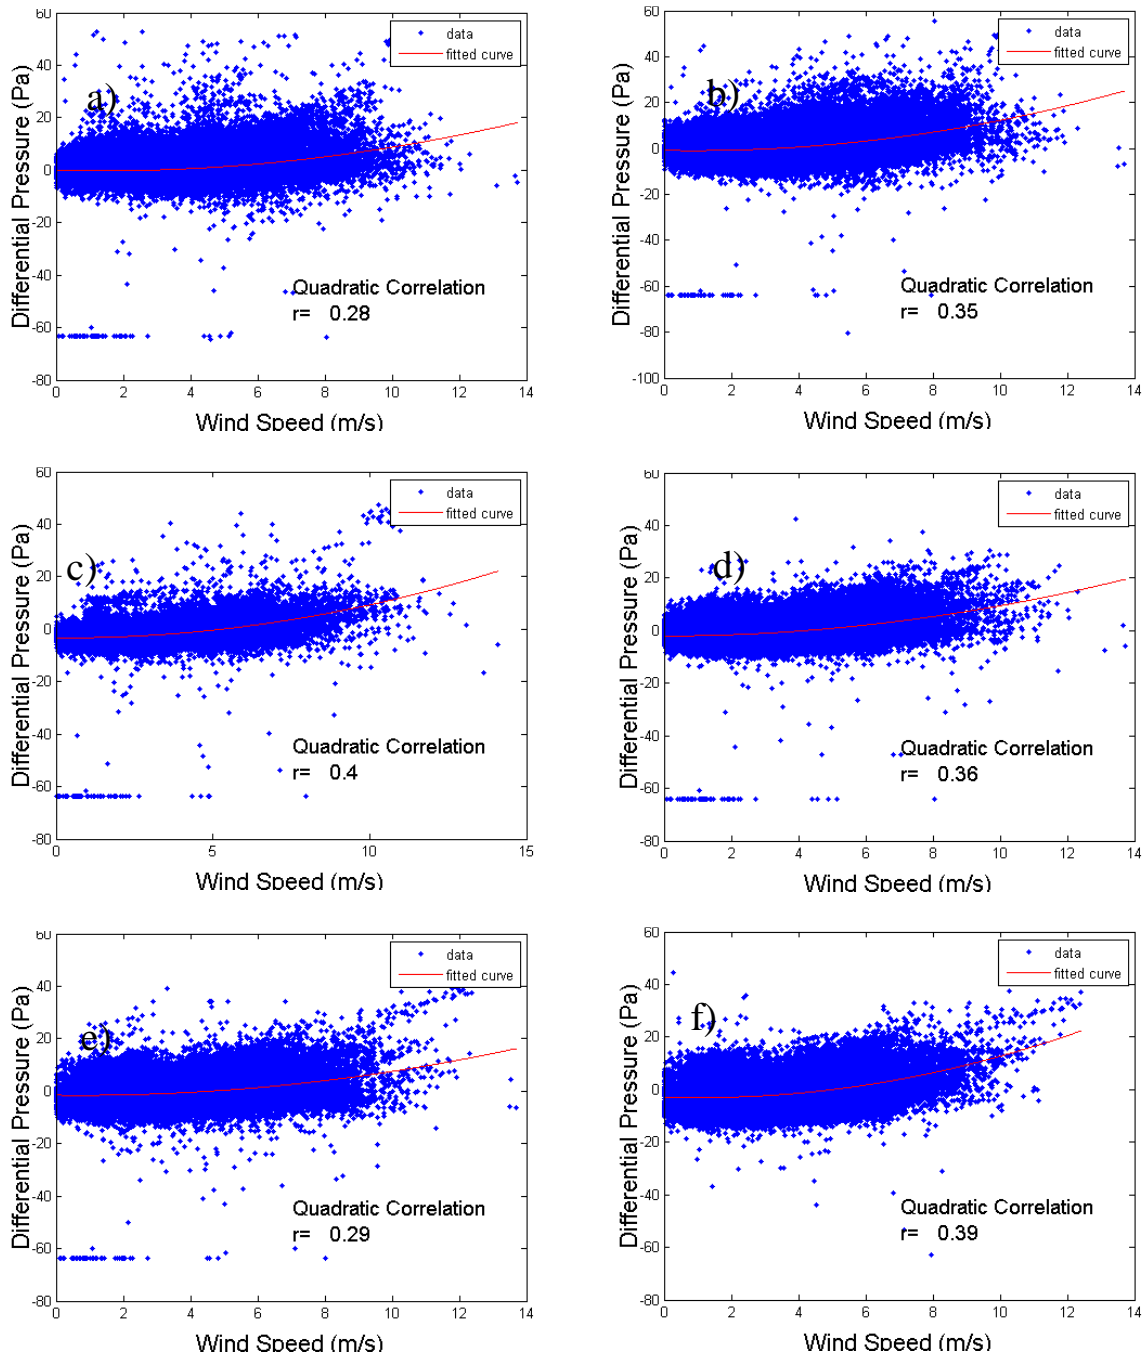 60
40
20
0
-20
-40
-60
-80
0 2 4 6 8 10 12 14
Differential Pressure (Pa)
Wind Speed (m/s)
a)
data
fitted curve
Quadratic Correlation
r= 0.28
60
40
20
0
-20
-40
-60
-80
-100
0 2 4 6 8 10 12 14
Differential Pressure (Pa)
Wind Speed (m/s)
b)
data
fitted curve
Quadratic Correlation
r= 0.35
60
40
20
0
-20
-40
-60
-80
0 5 10 15
Differential Pressure (Pa)
Wind Speed (m/s)
c)
data
fitted curve
Quadratic Correlation
r= 0.4
60
40
20
0
-20
-40
-60
-80
0 2 4 6 8 10 12 14
Differential Pressure (Pa)
Wind Speed (m/s)
d)
data
fitted curve
Quadratic Correlation
r= 0.36
60
40
20
0
-20
-40
-60
-80
0 2 4 6 8 10 12 14
Differential Pressure (Pa)
Wind Speed (m/s)
e)
data
fitted curve
Quadratic Correlation
r= 0.29
60
40
20
0
-20
-40
-60
-80
0 2 4 6 8 10 12 14
Differential Pressure (Pa)
Wind Speed (m/s)
f)
data
fitted curve
Quadratic Correlation
r= 0.39